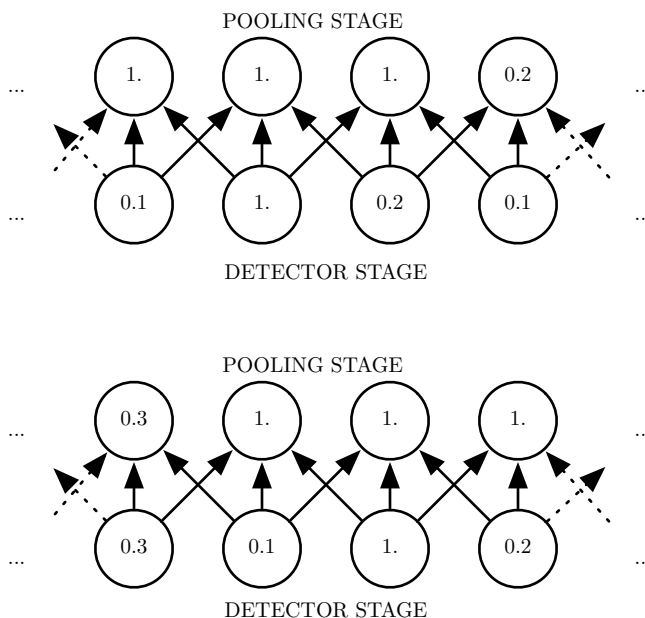 POOLING STAGE
... 1. 1. 1. 0.2 ..
... 0.1 1. 0.2 0.1 ..
DETECTOR STAGE
POOLING STAGE
... 0.3 1. 1. 1. ..
... 0.3 0.1 1. 0.2 ..
DETECTOR STAGE